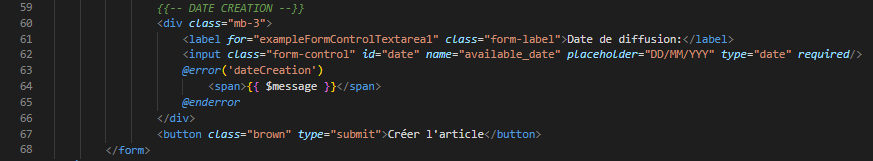 59 {{-- DATE CREATION --}}
60 <div class="mb-3">
61 <label for="exampleFormControlTextarea1" class="form-label">Date de diffusion:</label>
62 <input class="form-control" id="date" name="available_date" placeholder="DD/MM/YYY" type="date" required/>
63 @error('dateCreation')
64 <span>{{ $message }}</span>
65 @enderror
66 </div>
67 <button class="brown" type="submit">Créer l'article</button>
68 </form>